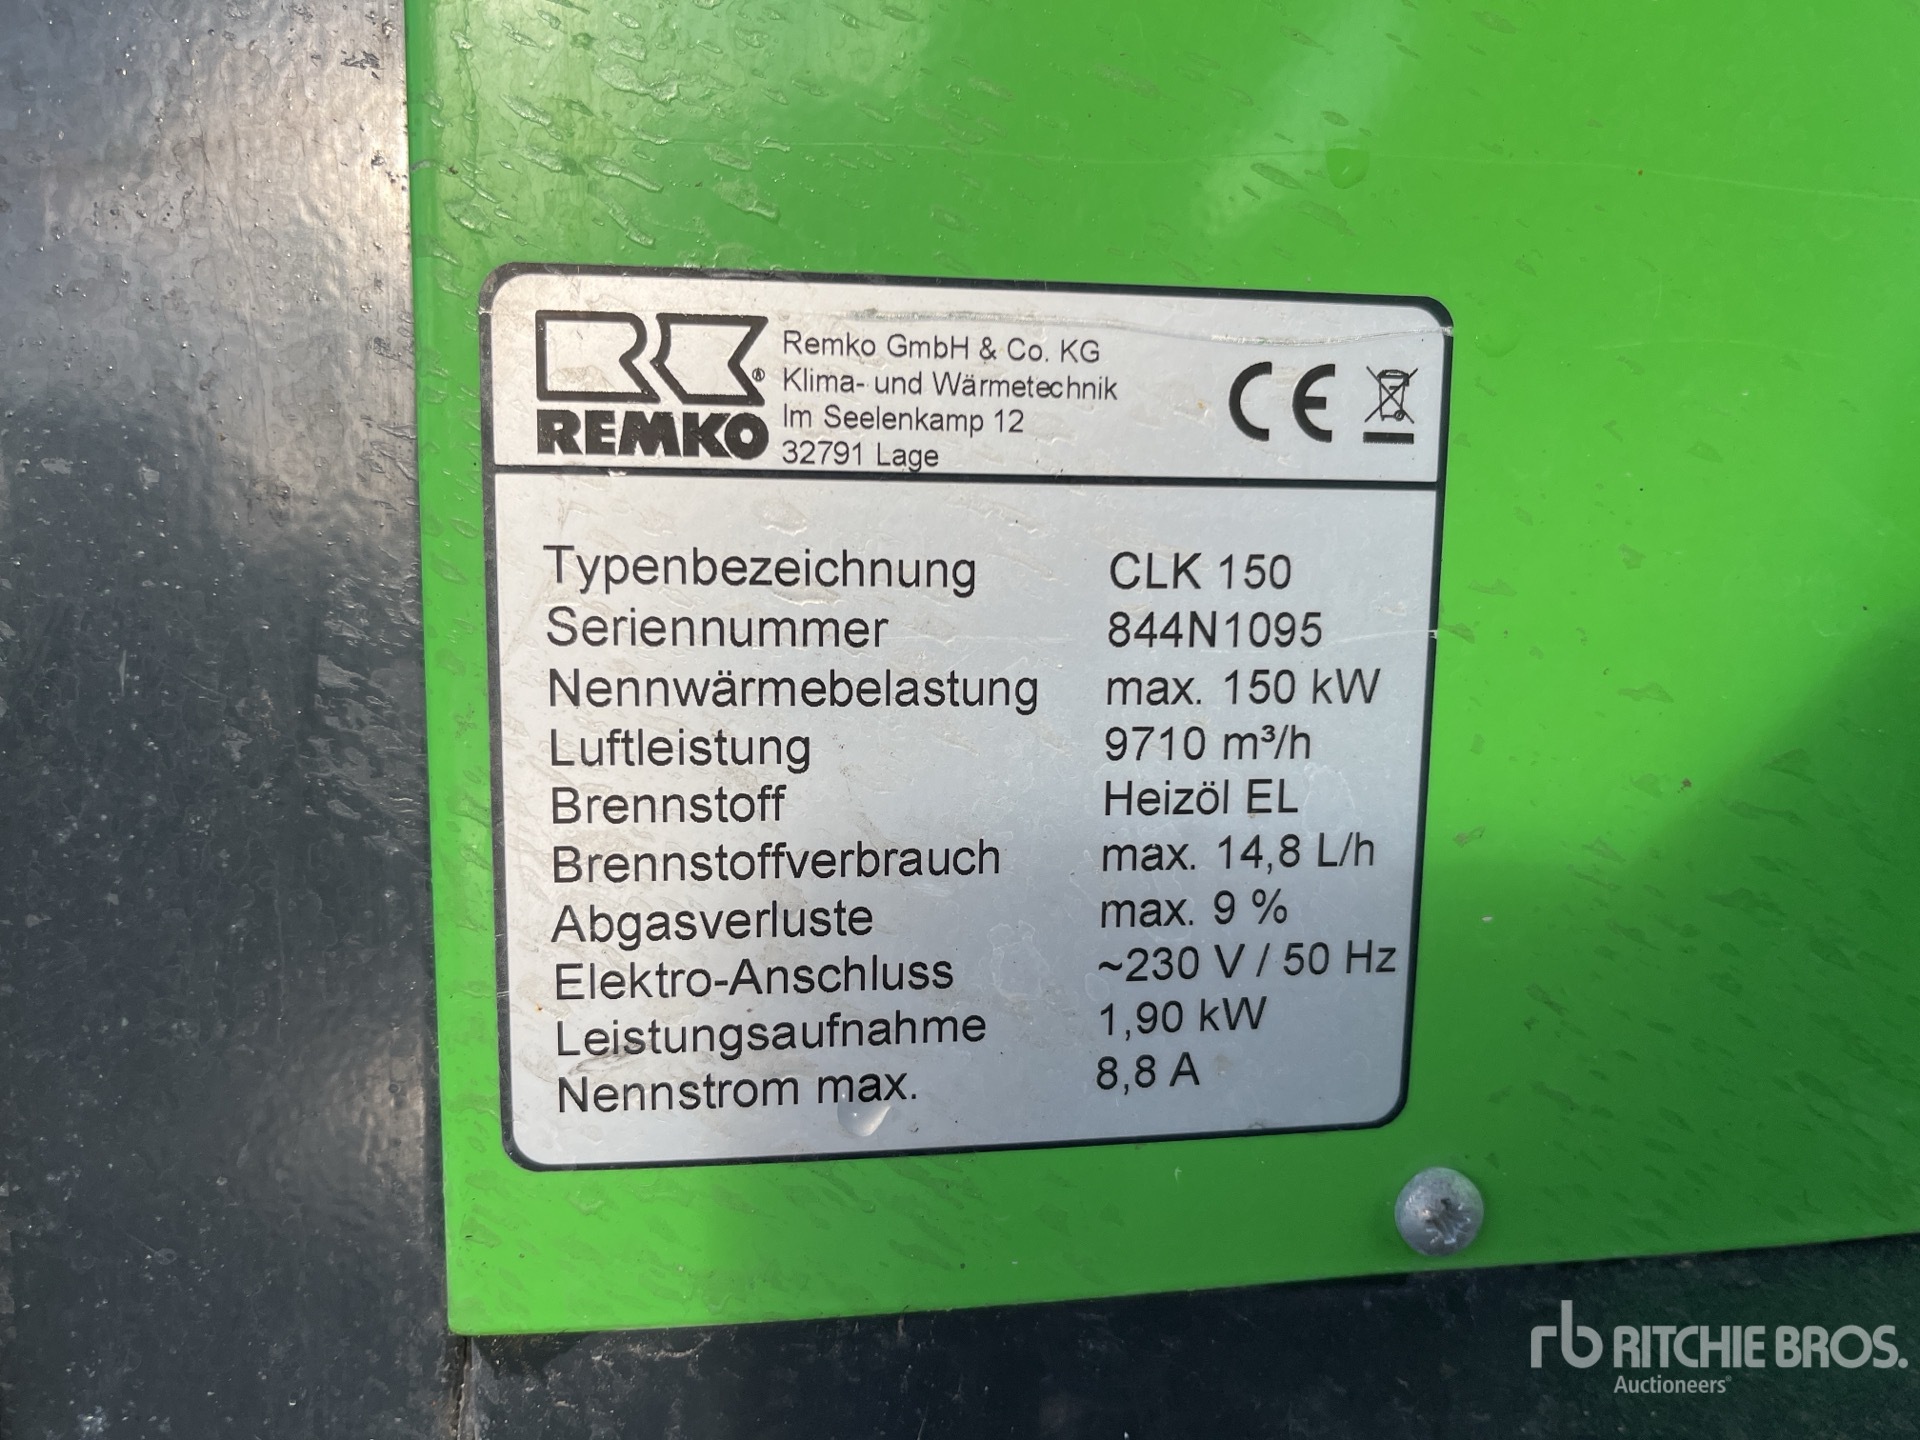 RK®
REMKO
Remko GmbH & Co. KG
Klima- und Wärmetechnik
Im Seelenkamp 12
32791 Lage
CE
Typenbezeichnung CLK 150
Seriennummer 844N1095
Nennwärmebelastung max. 150 kW
Luftleistung 9710 m³/h
Brennstoff Heizöl EL
Brennstoffverbrauch max. 14,8 L/h
Abgasverluste max. 9 %
Elektro-Anschluss ~230 V / 50 Hz
Leistungsaufnahme 1,90 kW
Nennstrom max. 8,8 A
rb RITCHIE BROS.
Auctioneers®